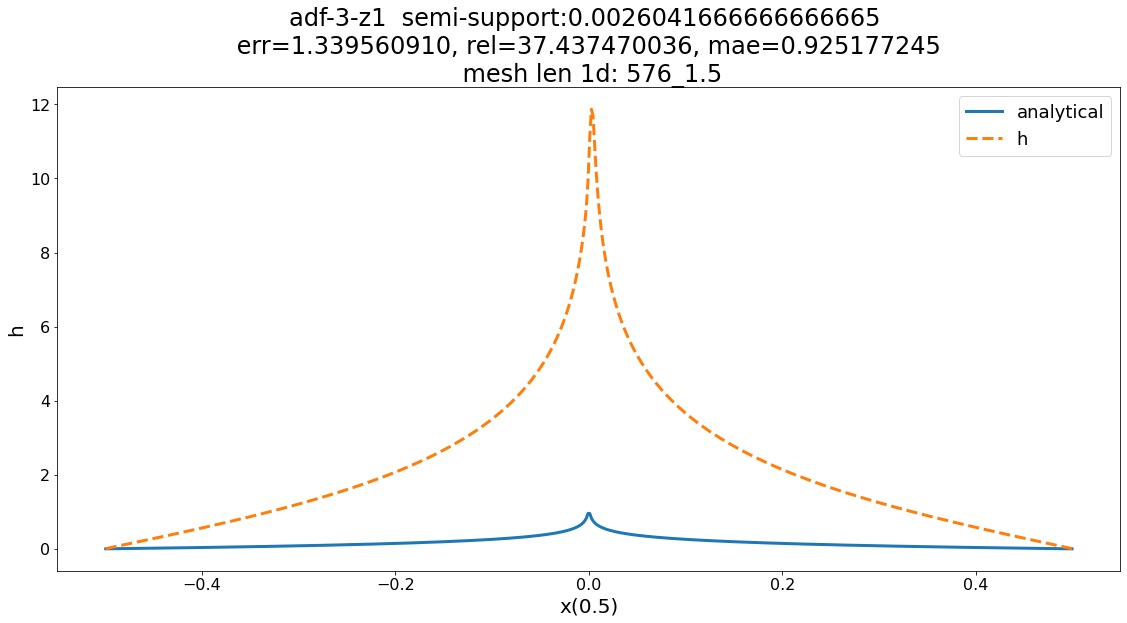 adf-3-z1  semi-support:0.0026041666666666665
err=1.339560910, rel=37.437470036, mae=0.925177245
mesh len 1d: 576_1.5
analytical
h
12
10
8
6
4
2
0
h
−0.4
−0.2
0.0
0.2
0.4
x(0.5)